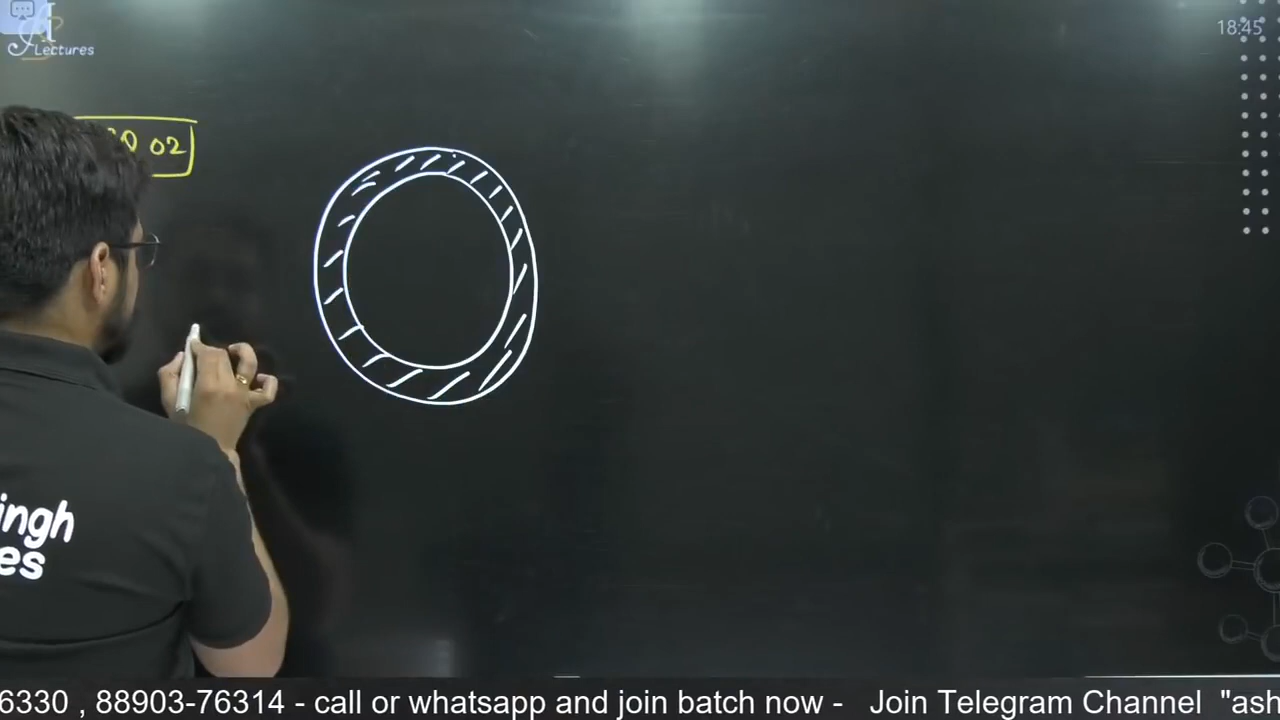 Lectures
18:45
02
ingh
es
6330 , 88903-76314 - call or whatsapp and join batch now - Join Telegram Channel "ash